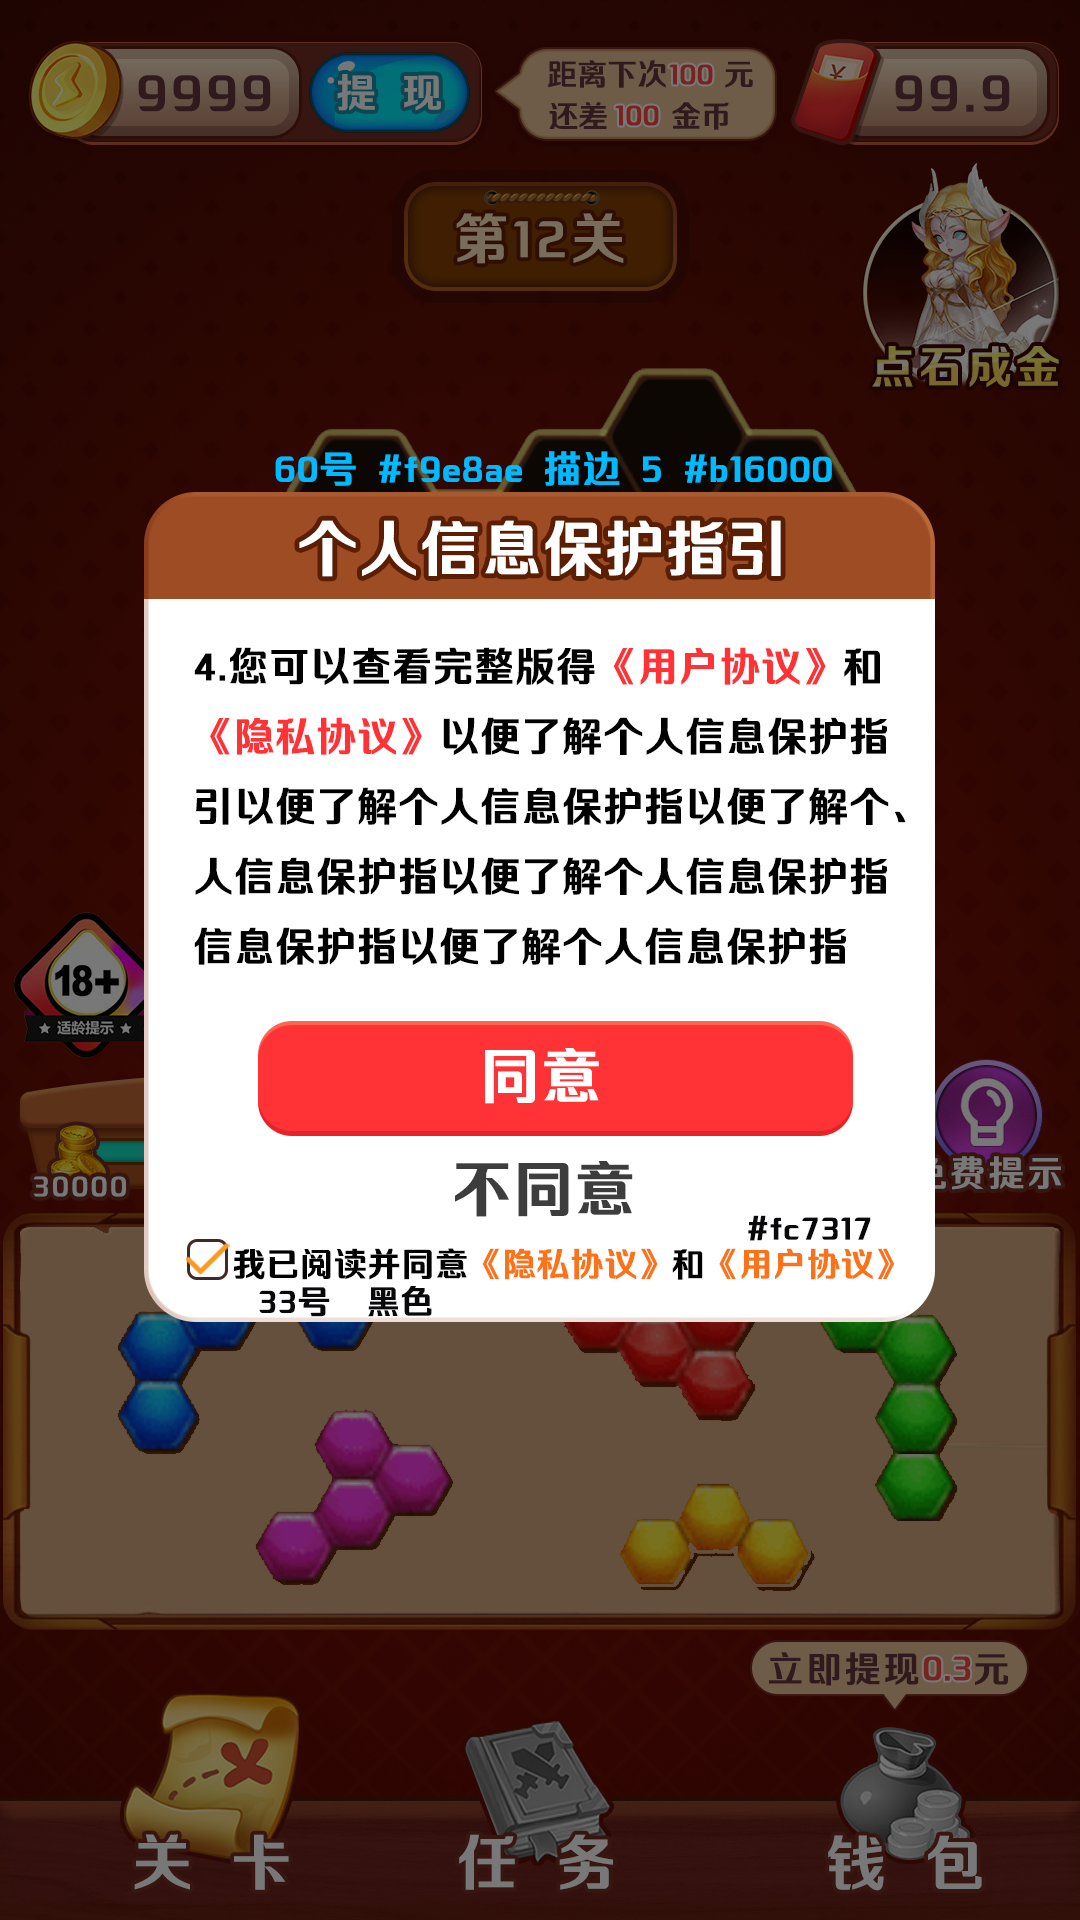 9999
提 现
距离下次100 元
还差 100 金币
99.9
第12关
点石成金
60号 #f9e8ae 描边 5 #b16000
个人信息保护指引
4.您可以查看完整版得《用户协议》和
《隐私协议》以便了解个人信息保护指
引以便了解个人信息保护指以便了解个、
人信息保护指以便了解个人信息保护指
信息保护指以便了解个人信息保护指
18+
★ 适龄提示 ★
同意
30000
免费提示
不同意
#fc7317
我已阅读并同意《隐私协议》和《用户协议》
33号 黑色
立即提现0.3元
关 卡
任 务
钱 包